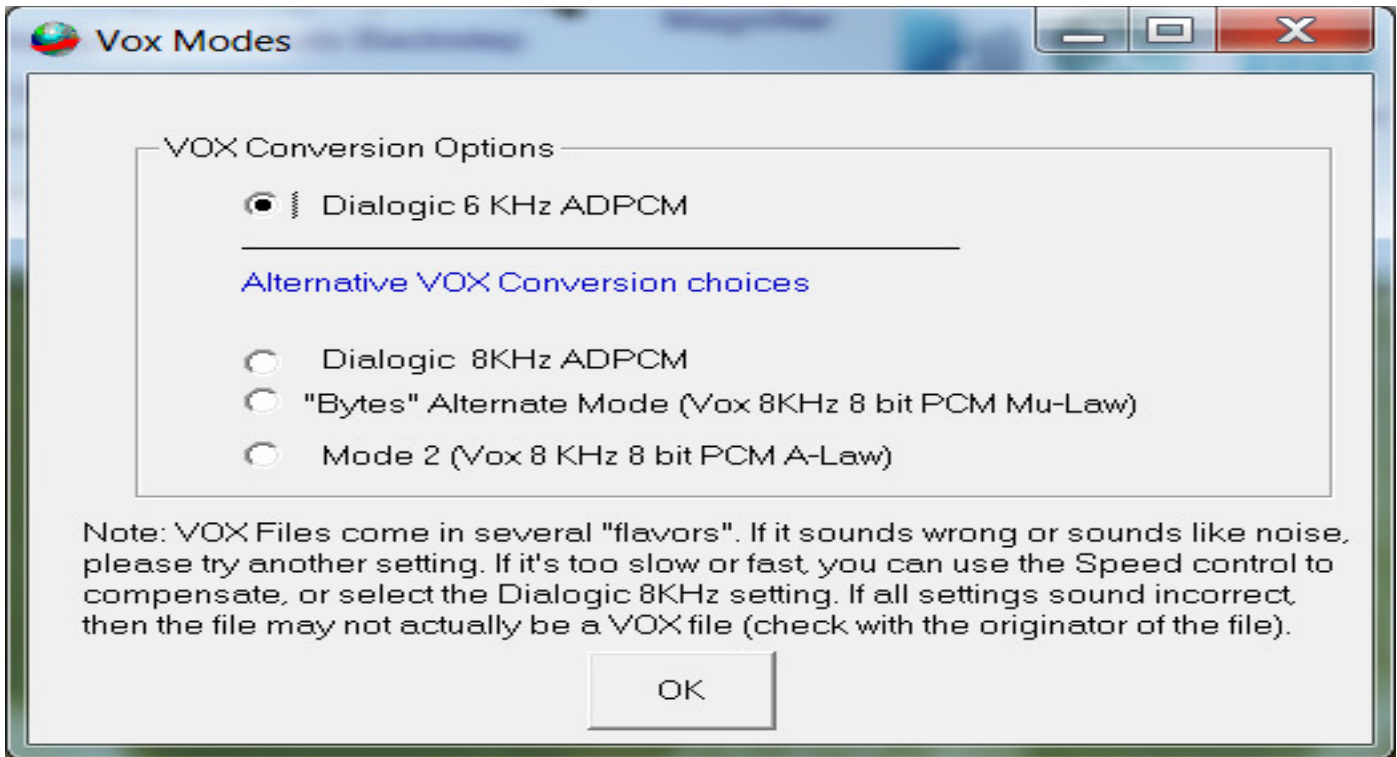 Vox Modes
VOX Conversion Options
Dialogic 6 KHz ADPCM
Alternative VOX Conversion choices
Dialogic 8KHz ADPCM
"Bytes" Alternate Mode (Vox 8KHz 8 bit PCM Mu-Law)
Mode 2 (Vox 8 KHz 8 bit PCM A-Law)
Note: VOX Files come in several "flavors". If it sounds wrong or sounds like noise,
please try another setting. If it's too slow or fast, you can use the Speed control to
compensate, or select the Dialogic 8KHz setting. If all settings sound incorrect,
then the file may not actually be a VOX file (check with the originator of the file).
OK